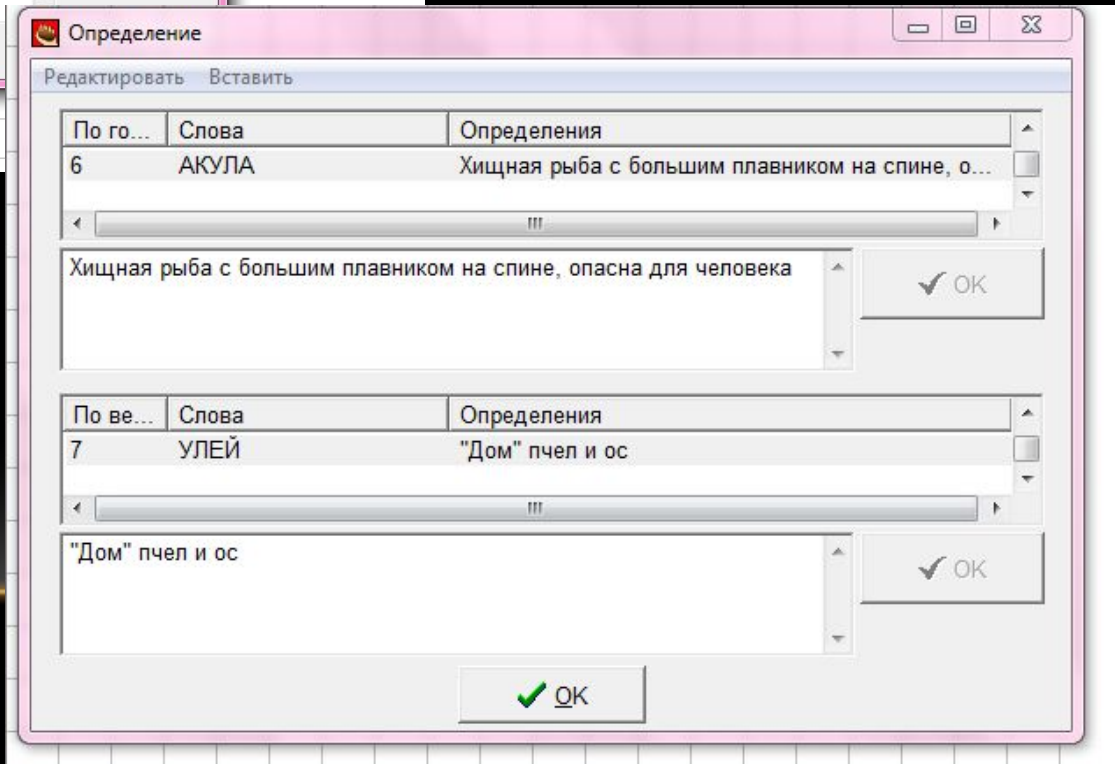 Определение
Редактировать Вставить
По го... Слова Определения
6 АКУЛА Хищная рыба с большим плавником на спине, о...
Хищная рыба с большим плавником на спине, опасна для человека
OK
По ве... Слова Определения
7 УЛЕЙ "Дом" пчел и ос
"Дом" пчел и ос
OK
OK